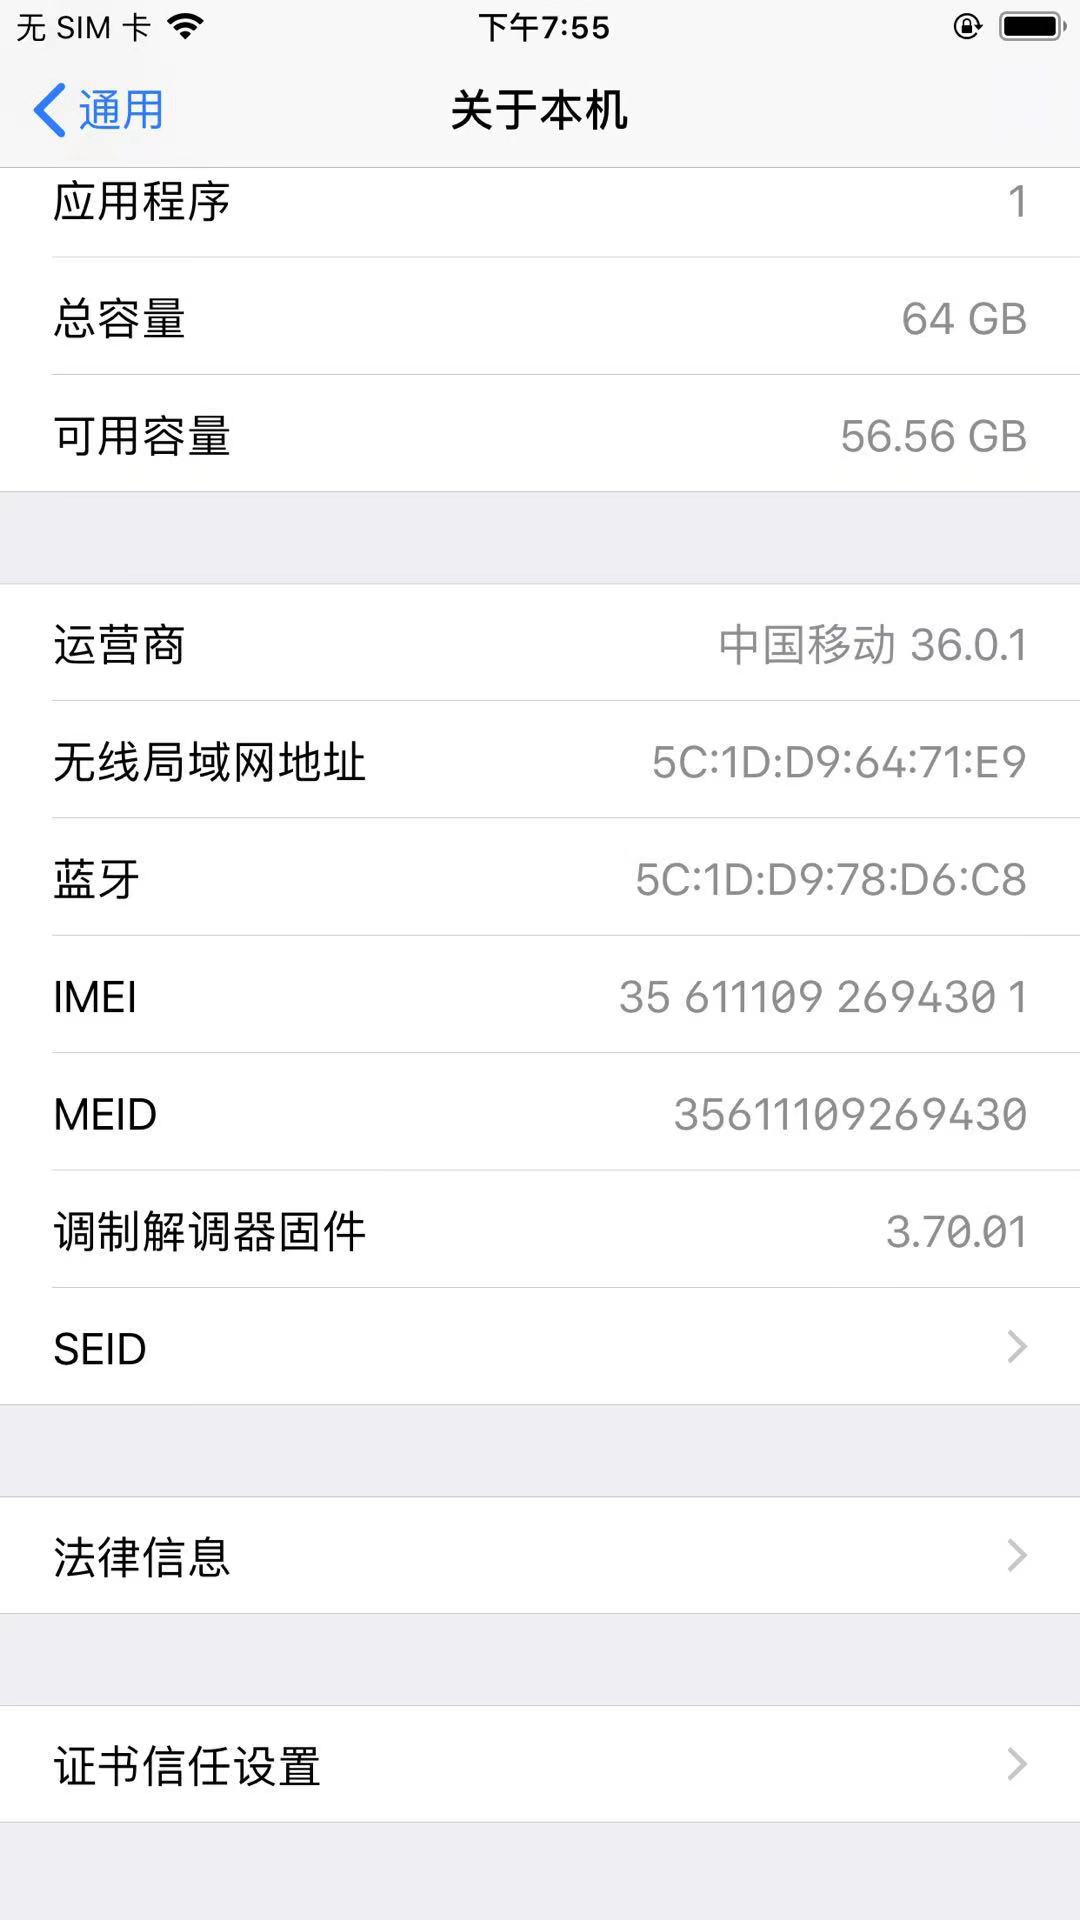 无 SIM 卡 下午7:55
通用 关于本机
应用程序 1
总容量 64 GB
可用容量 56.56 GB
运营商 中国移动 36.0.1
无线局域网地址 5C:1D:D9:64:71:E9
蓝牙 5C:1D:D9:78:D6:C8
IMEI 35 611109 269430 1
MEID 35611109269430
调制解调器固件 3.70.01
SEID
法律信息
证书信任设置